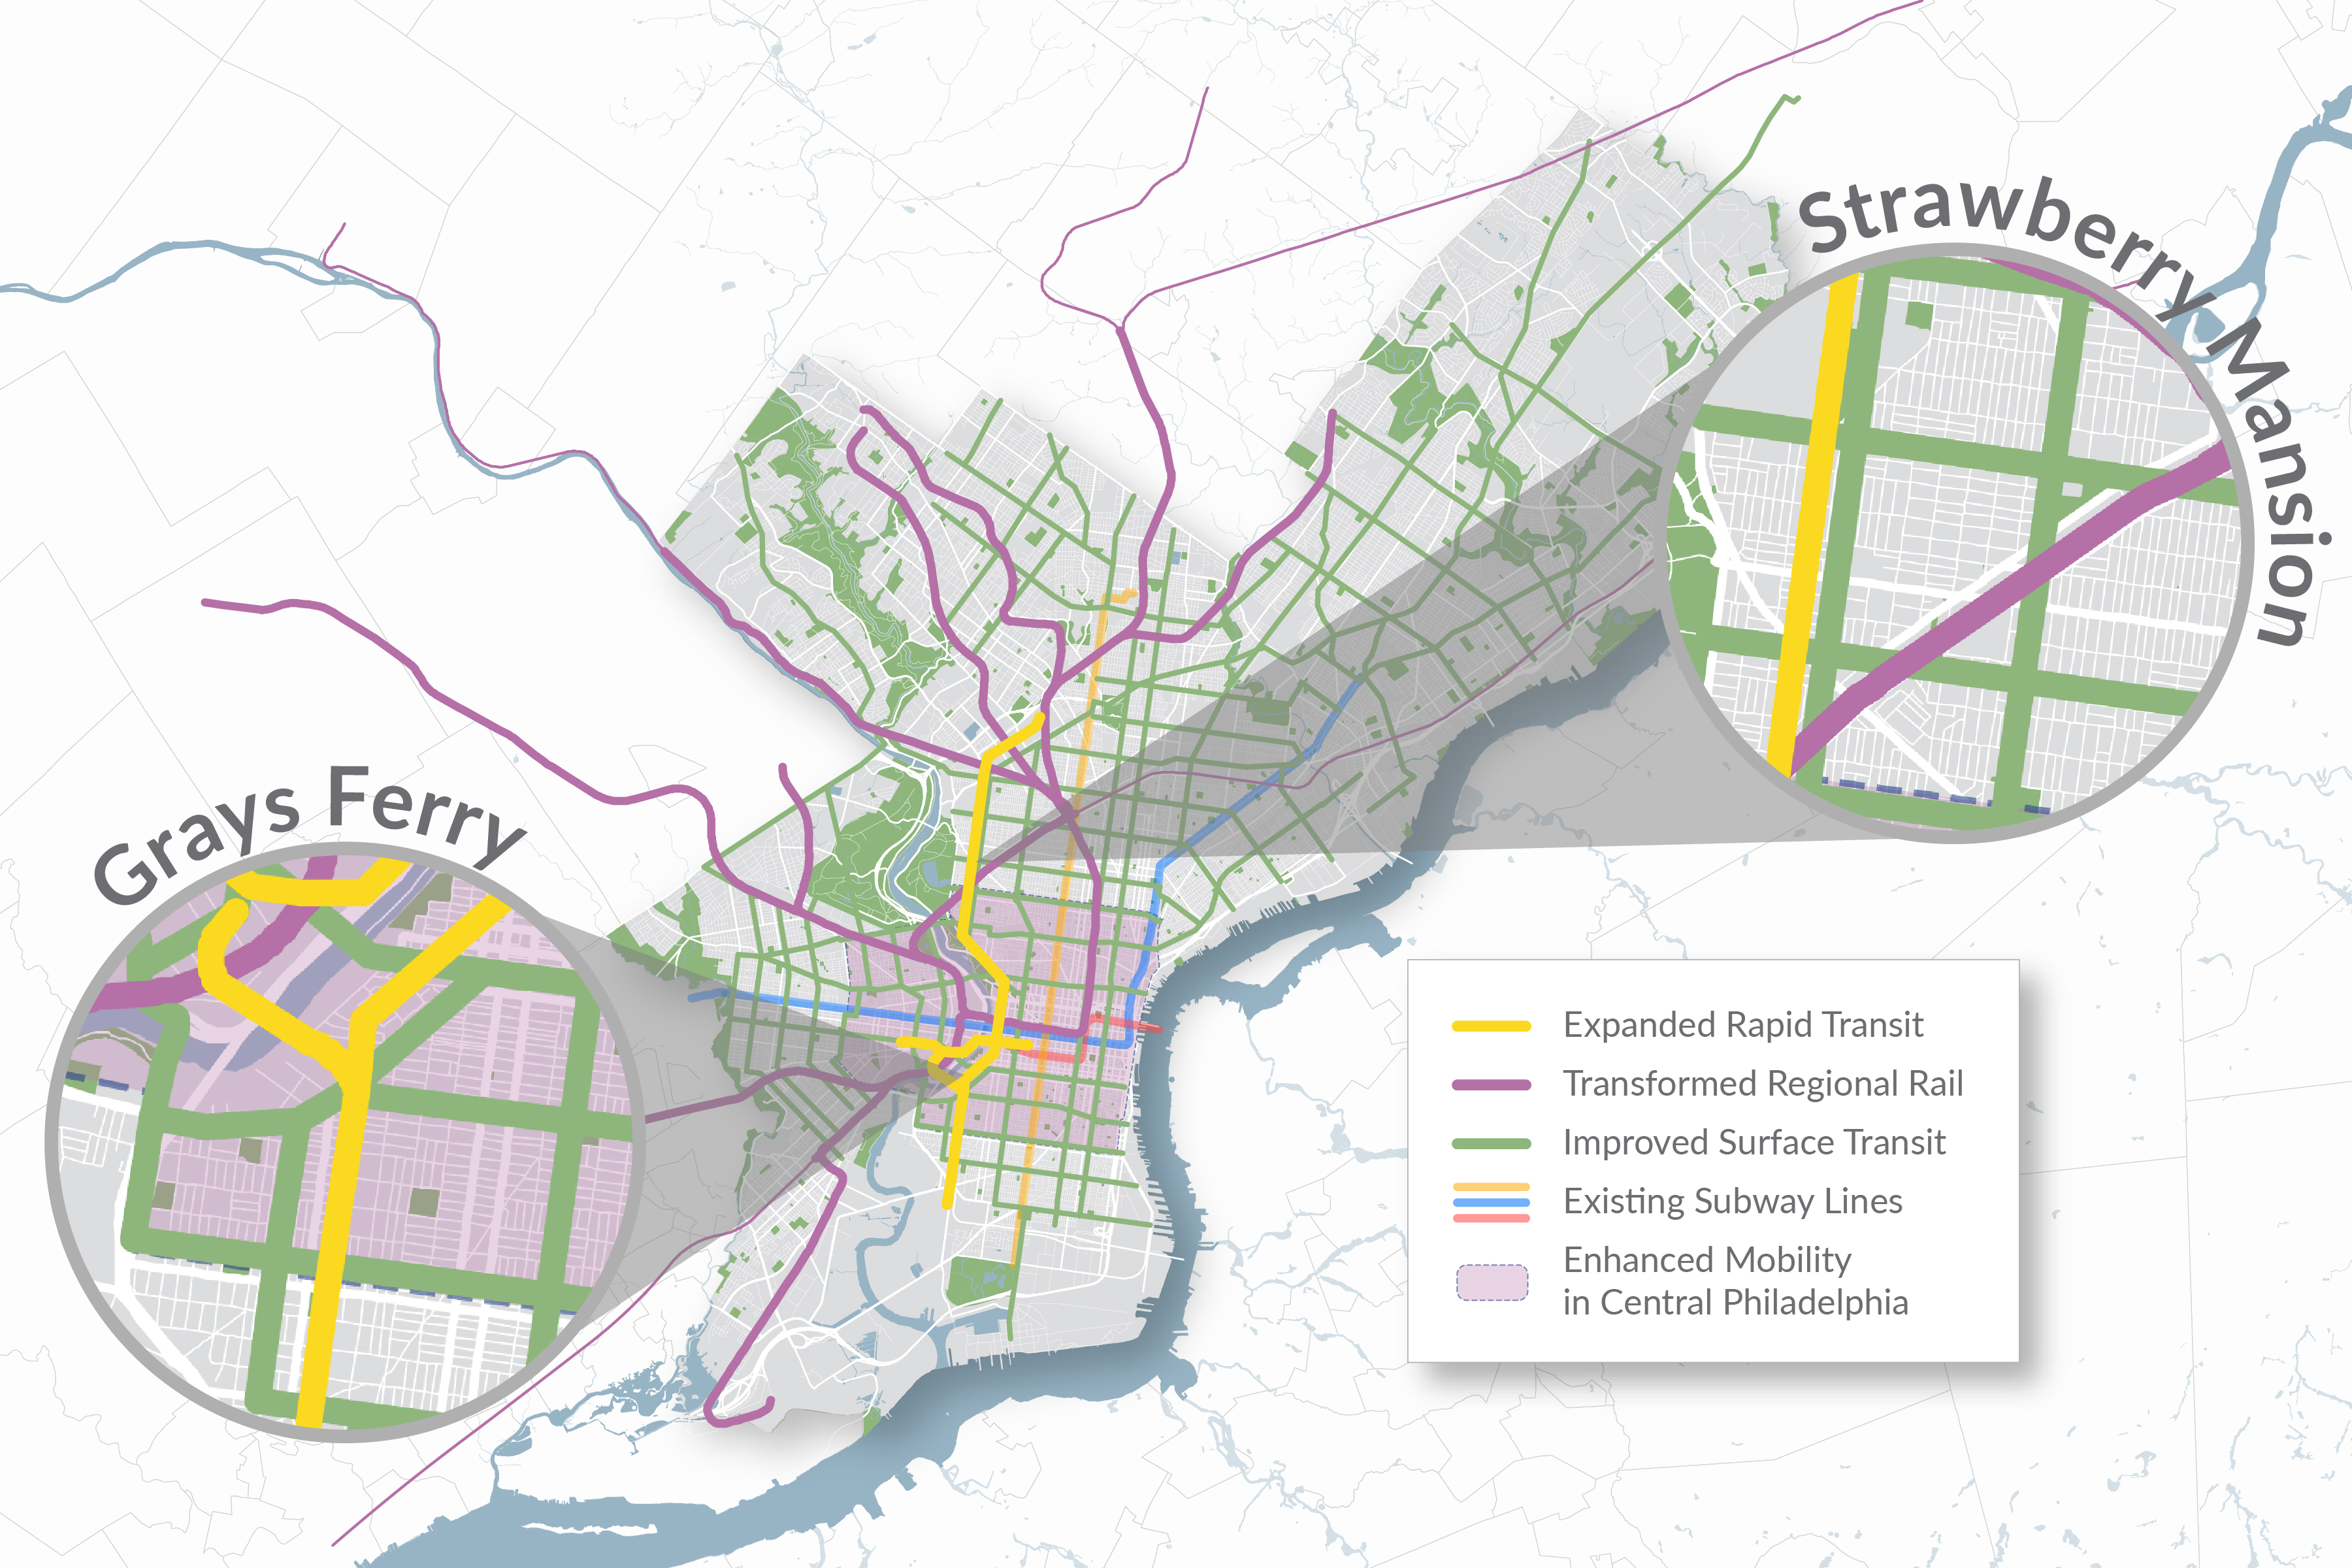 Strawberry Mansion
Grays Ferry
Expanded Rapid Transit
Transformed Regional Rail
Improved Surface Transit
Existing Subway Lines
Enhanced Mobility
in Central Philadelphia